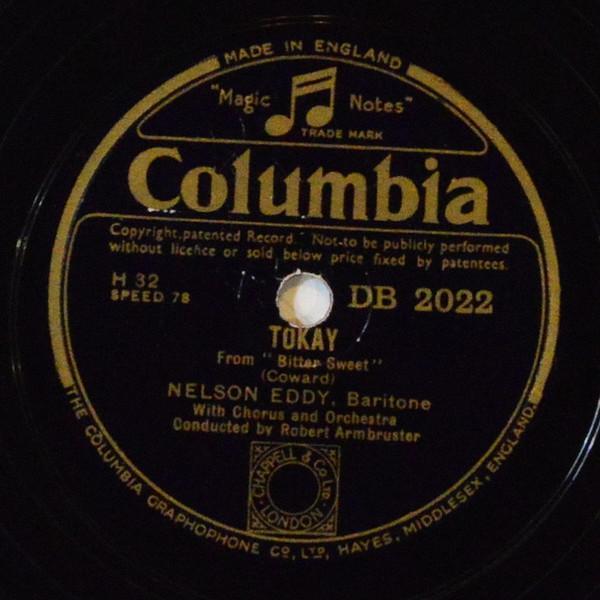 MADE IN ENGLAND
"Magic Notes"
TRADE MARK
Columbia
Copyright, patented Record. Not to be publicly performed
without licence or sold below price fixed by patentees.
H 32
SPEED 78
DB 2022
TOKAY
From "Bitter Sweet"
(Coward)
NELSON EDDY, Baritone
With Chorus and Orchestra
Conducted by Robert Armbruster
CHAPPELL & Co LTD
LONDON
THE COLUMBIA GRAPHOPHONE CO, LTD, HAYES, MIDDLESEX, ENGLAND.